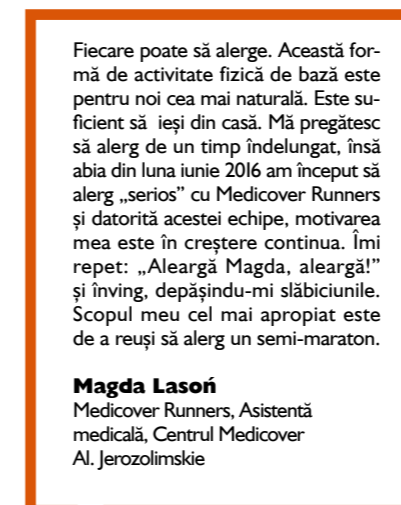 Fiecare poate să alerge. Această for-
mă de activitate fizică de bază este
pentru noi cea mai naturală. Este su-
ficient să ieși din casă. Mă pregătesc
să alerg de un timp îndelungat, însă
abia din luna iunie 2016 am început să
alerg „serios” cu Medicover Runners
și datorită acestei echipe, motivarea
mea este în creștere continua. Îmi
repet: „Aleargă Magda, aleargă!”
și înving, depășindu-mi slăbiciunile.
Scopul meu cel mai apropiat este
de a reuși să alerg un semi-maraton.
Magda Lasoń
Medicover Runners, Asistentă
medicală, Centrul Medicover
Al. Jerozolimskie